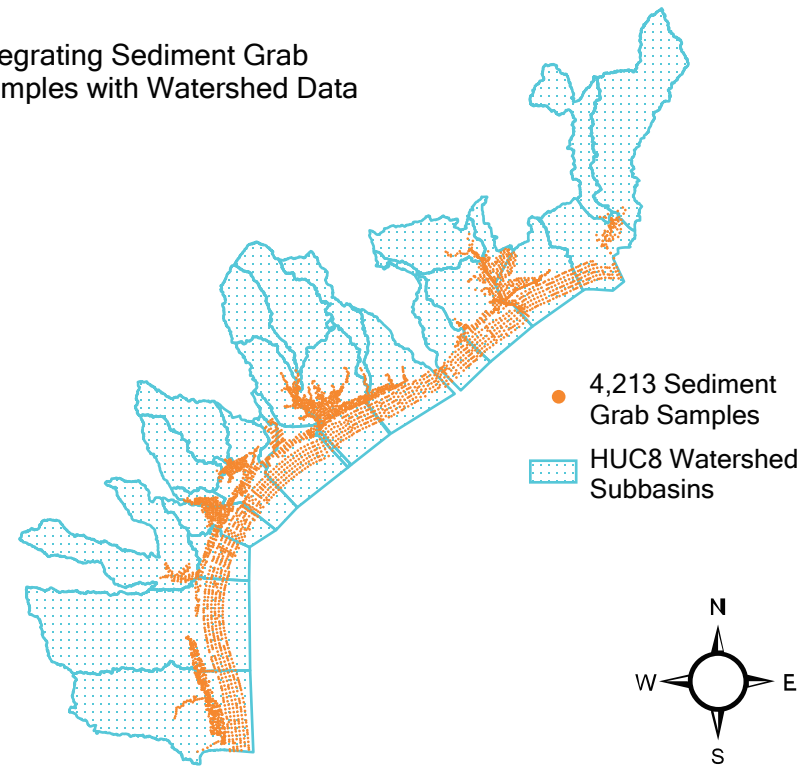 egrating Sediment Grab
mples with Watershed Data
4,213 Sediment
Grab Samples
HUC8 Watershed
Subbasins
N
W
E
S